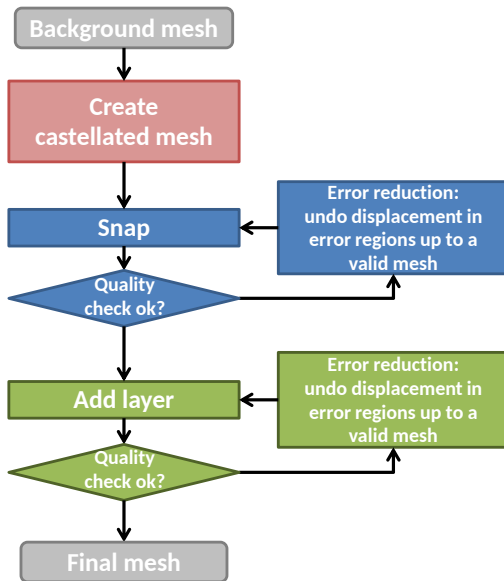 Background mesh
Create
castellated mesh
Snap
Error reduction:
undo displacement in
error regions up to a
valid mesh
Quality
check ok?
Add layer
Error reduction:
undo displacement in
error regions up to a
valid mesh
Quality
check ok?
Final mesh